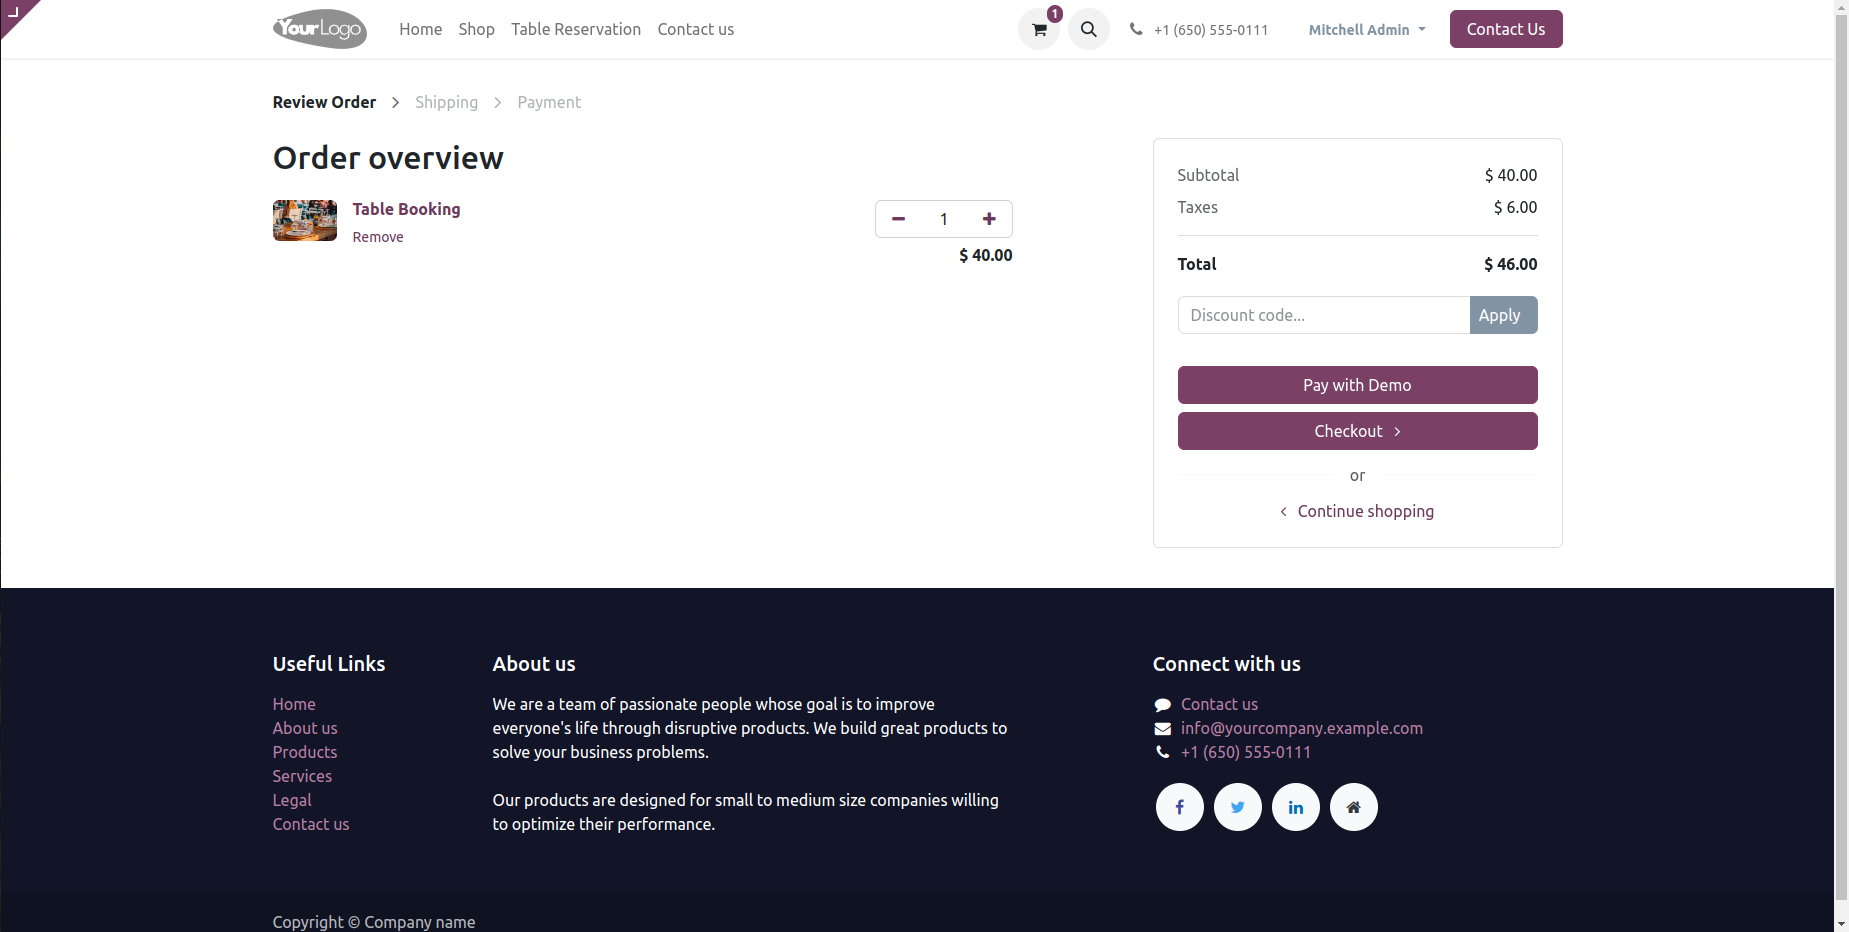 YourLogo
Home Shop Table Reservation Contact us
1
+1 (650) 555-0111
Mitchell Admin
Contact Us
Review Order > Shipping > Payment
Order overview
Table Booking
Remove
1
$ 40.00
Subtotal $ 40.00
Taxes $ 6.00
Total $ 46.00
Discount code... Apply
Pay with Demo
Checkout >
or
< Continue shopping
Useful Links
Home
About us
Products
Services
Legal
Contact us
About us
We are a team of passionate people whose goal is to improve
everyone's life through disruptive products. We build great products to
solve your business problems.
Our products are designed for small to medium size companies willing
to optimize their performance.
Connect with us
Contact us
info@yourcompany.example.com
+1 (650) 555-0111
Copyright © Company name